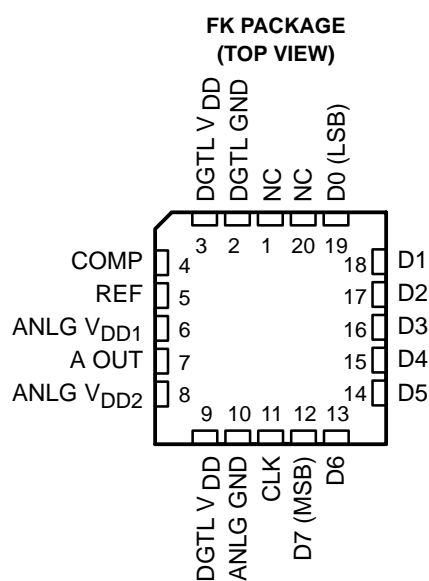 FK PACKAGE
(TOP VIEW)
DGTL V DD
DGTL GND
NC
NC
D0 (LSB)
3 2 1 20 19
COMP 4
REF 5
ANLG VDD1 6
A OUT 7
ANLG VDD2 8
18 D1
17 D2
16 D3
15 D4
14 D5
9 10 11 12 13
DGTL V DD
ANLG GND
CLK
D7 (MSB)
D6